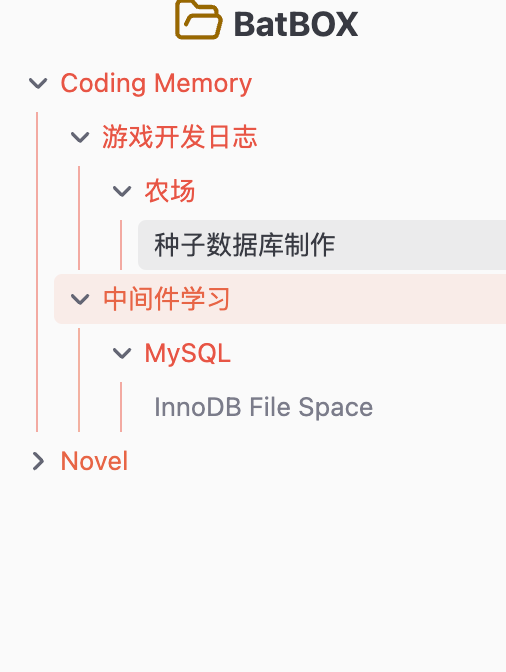 BatBOX
Coding Memory
游戏开发日志
农场
种子数据库制作
中间件学习
MySQL
InnoDB File Space
Novel